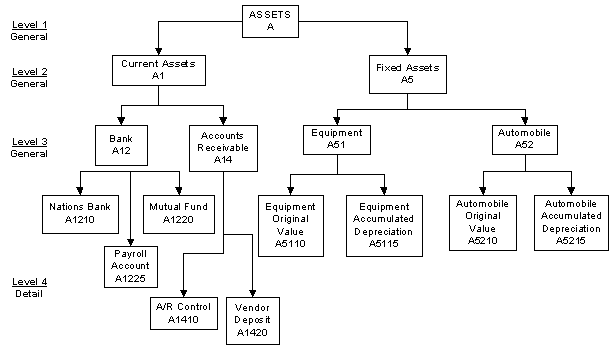 Level 1
General
ASSETS
A
Level 2
General
Current Assets
A1
Fixed Assets
A5
Level 3
General
Bank
A12
Accounts
Receivable
A14
Equipment
A51
Automobile
A52
Nations Bank
A1210
Mutual Fund
A1220
Equipment
Original
Value
A5110
Equipment
Accumulated
Depreciation
A5115
Automobile
Original
Value
A5210
Automobile
Accumulated
Depreciation
A5215
Payroll
Account
A1225
Level 4
Detail
A/R Control
A1410
Vendor
Deposit
A1420